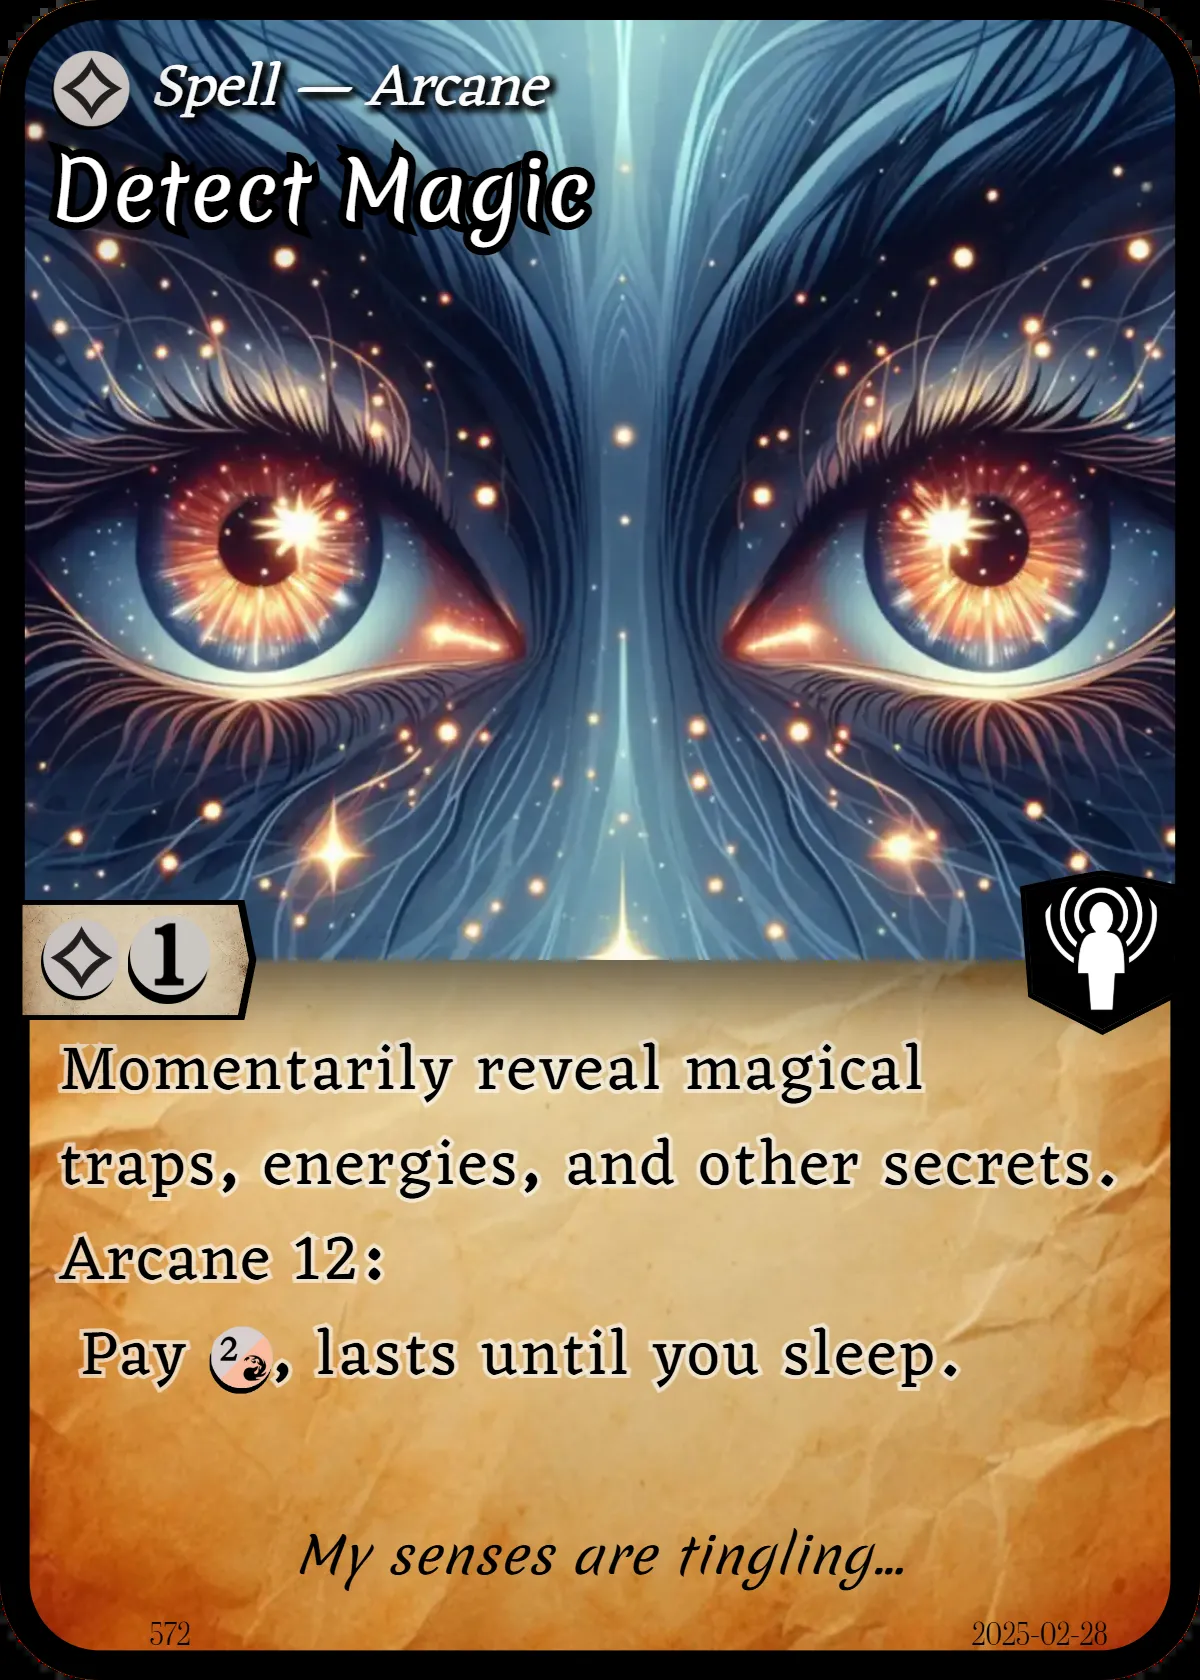 Spell — Arcane
Detect Magic
1
Momentarily reveal magical
traps, energies, and other secrets.
Arcane 12:
Pay 2, lasts until you sleep.
My senses are tingling...
572
2025-02-28